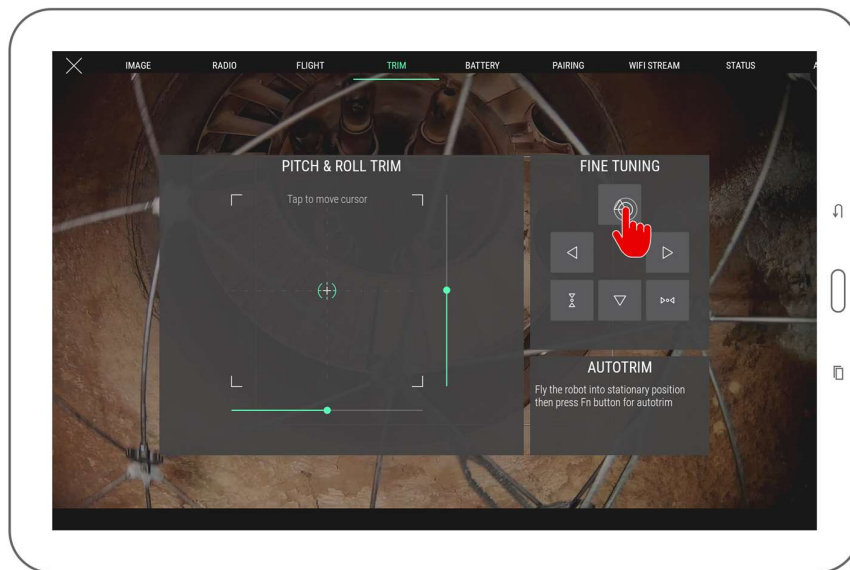 IMAGE RADIO FLIGHT TRIM BATTERY PAIRING WIFI STREAM STATUS
PITCH & ROLL TRIM
Tap to move cursor
FINE TUNING
AUTOTRIM
Fly the robot into stationary position
then press Fn button for autotrim